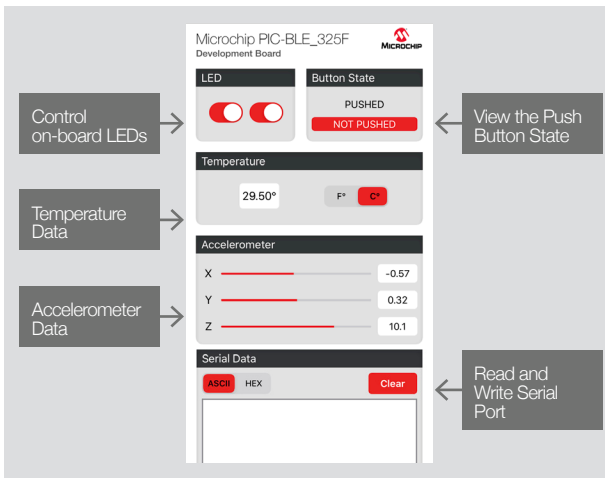 Microchip PIC-BLE_325F
Development Board
MICROCHIP
LED
Button State
PUSHED
NOT PUSHED
Control
on-board LEDs
View the Push
Button State
Temperature
29.50°
F°
C°
Temperature
Data
Accelerometer
X
-0.57
Y
0.32
Z
10.1
Accelerometer
Data
Serial Data
ASCII
HEX
Clear
Read and
Write Serial
Port